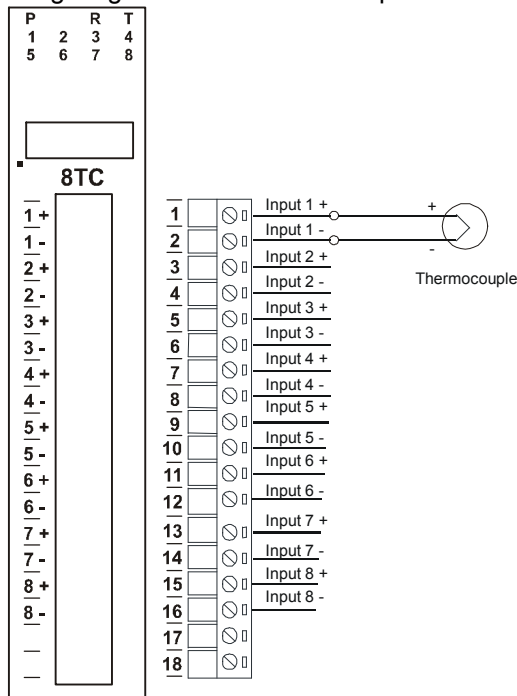 P R T
1 2 3 4
5 6 7 8
8TC
1 +
1 -
2 +
2 -
3 +
3 -
4 +
4 -
5 +
5 -
6 +
6 -
7 +
7 -
8 +
8 -
1 Input 1 + +
2 Input 1 - -
3 Input 2 +
Thermocouple
4 Input 2 -
5 Input 3 +
6 Input 3 -
7 Input 4 +
8 Input 4 -
9 Input 5 +
10 Input 5 -
11 Input 6 +
12 Input 6 -
13 Input 7 +
14 Input 7 -
15 Input 8 +
16 Input 8 -
17
18